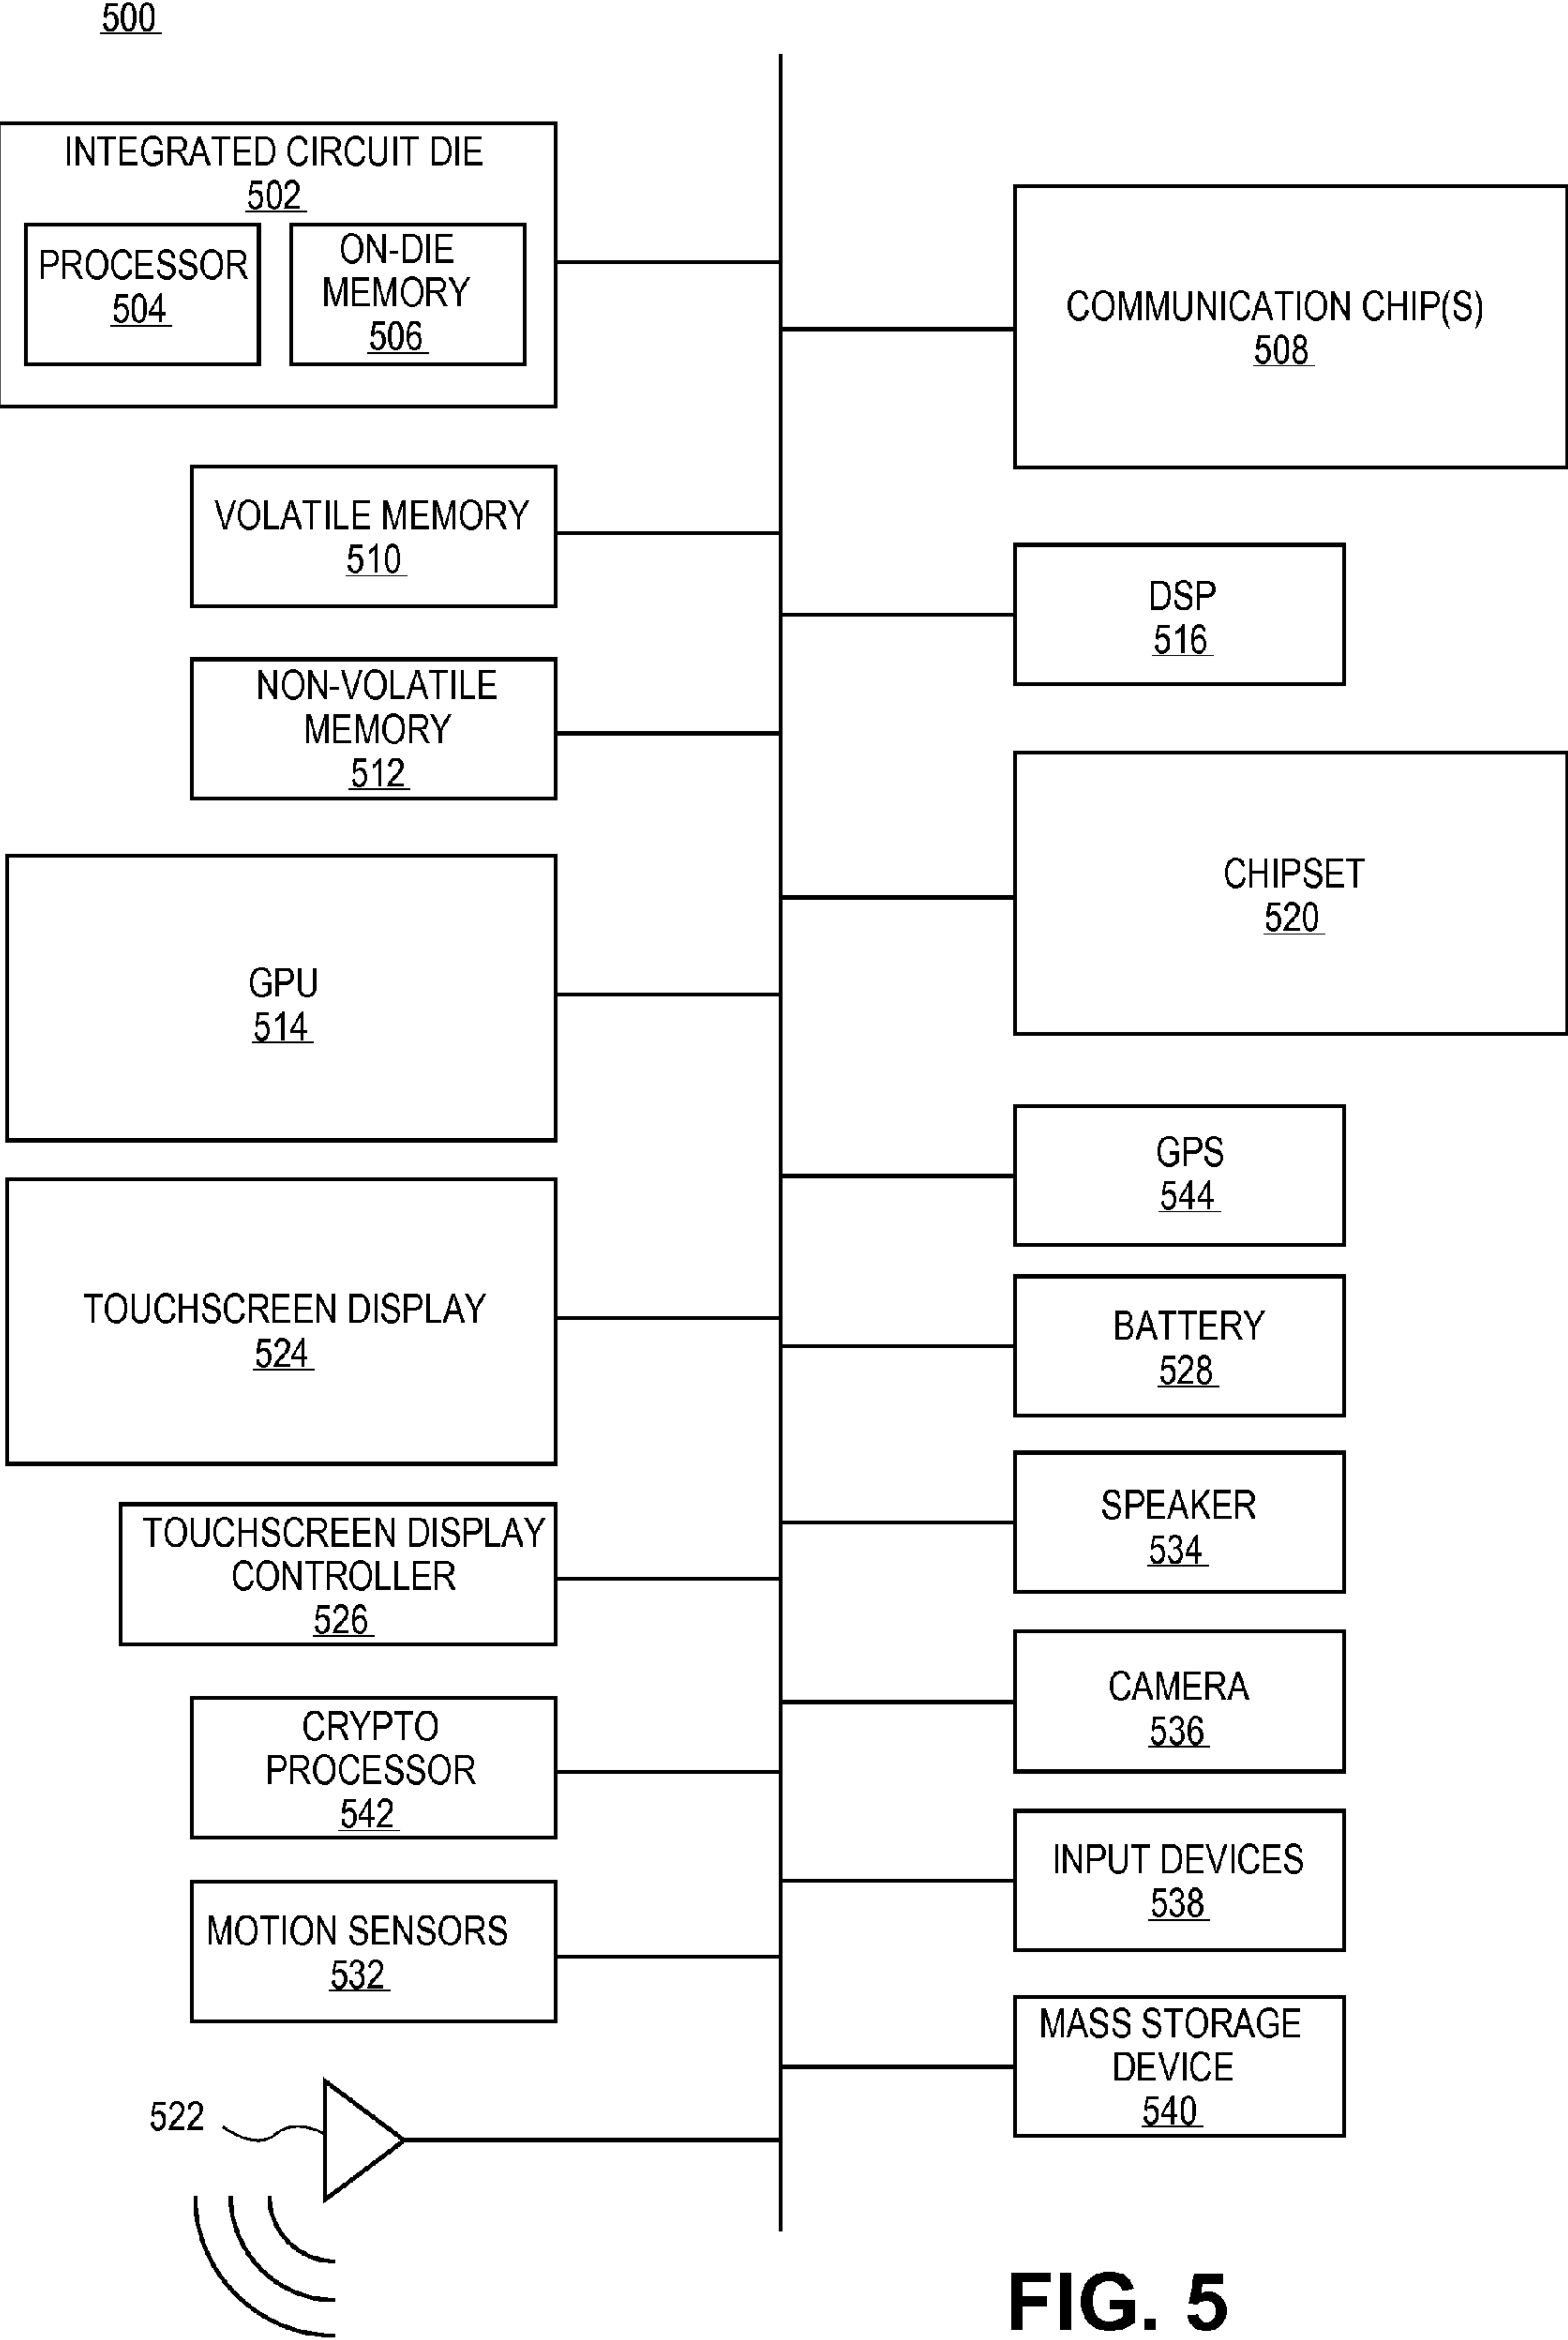 500
INTEGRATED CIRCUIT DIE
502
PROCESSOR
504
ON-DIE
MEMORY
506
VOLATILE MEMORY
510
NON-VOLATILE
MEMORY
512
GPU
514
TOUCHSCREEN DISPLAY
524
TOUCHSCREEN DISPLAY
CONTROLLER
526
CRYPTO
PROCESSOR
542
MOTION SENSORS
532
522
COMMUNICATION CHIP(S)
508
DSP
516
CHIPSET
520
GPS
544
BATTERY
528
SPEAKER
534
CAMERA
536
INPUT DEVICES
538
MASS STORAGE
DEVICE
540
FIG. 5